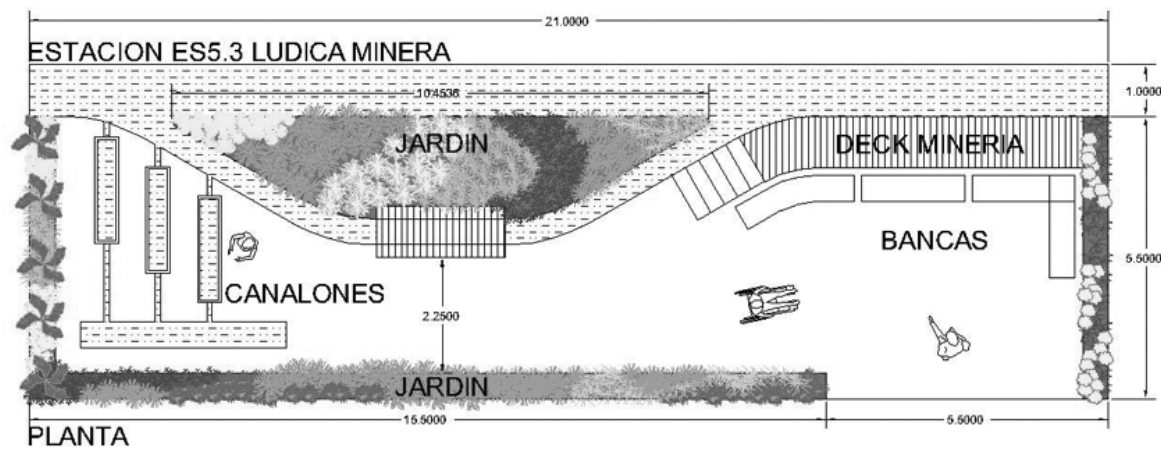 21.0000
ESTACION ES5.3 LUDICA MINERA
10.4536
1.0000
JARDIN
DECK MINERIA
BANCAS
5.5000
CANALONES
2.2500
JARDIN
15.5000
5.5000
PLANTA